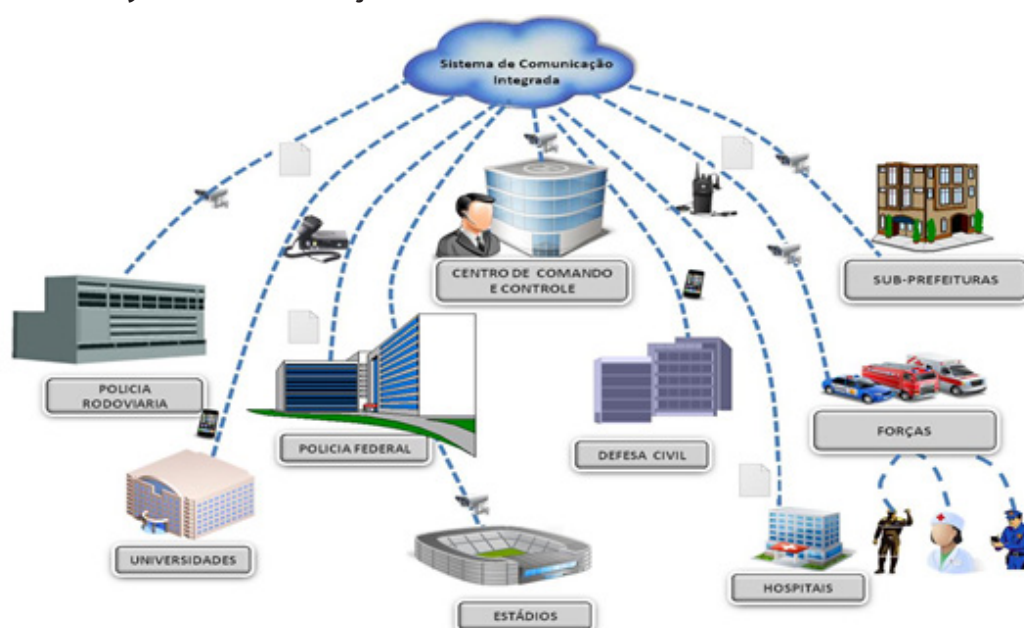 Sistema de Comunicação
Integrada
CENTRO DE COMANDO
E CONTROLE
SUB-PREFEITURAS
POLICIA
RODOVIARIA
POLICIA FEDERAL
DEFESA CIVIL
FORÇAS
UNIVERSIDADES
HOSPITAIS
ESTÁDIOS